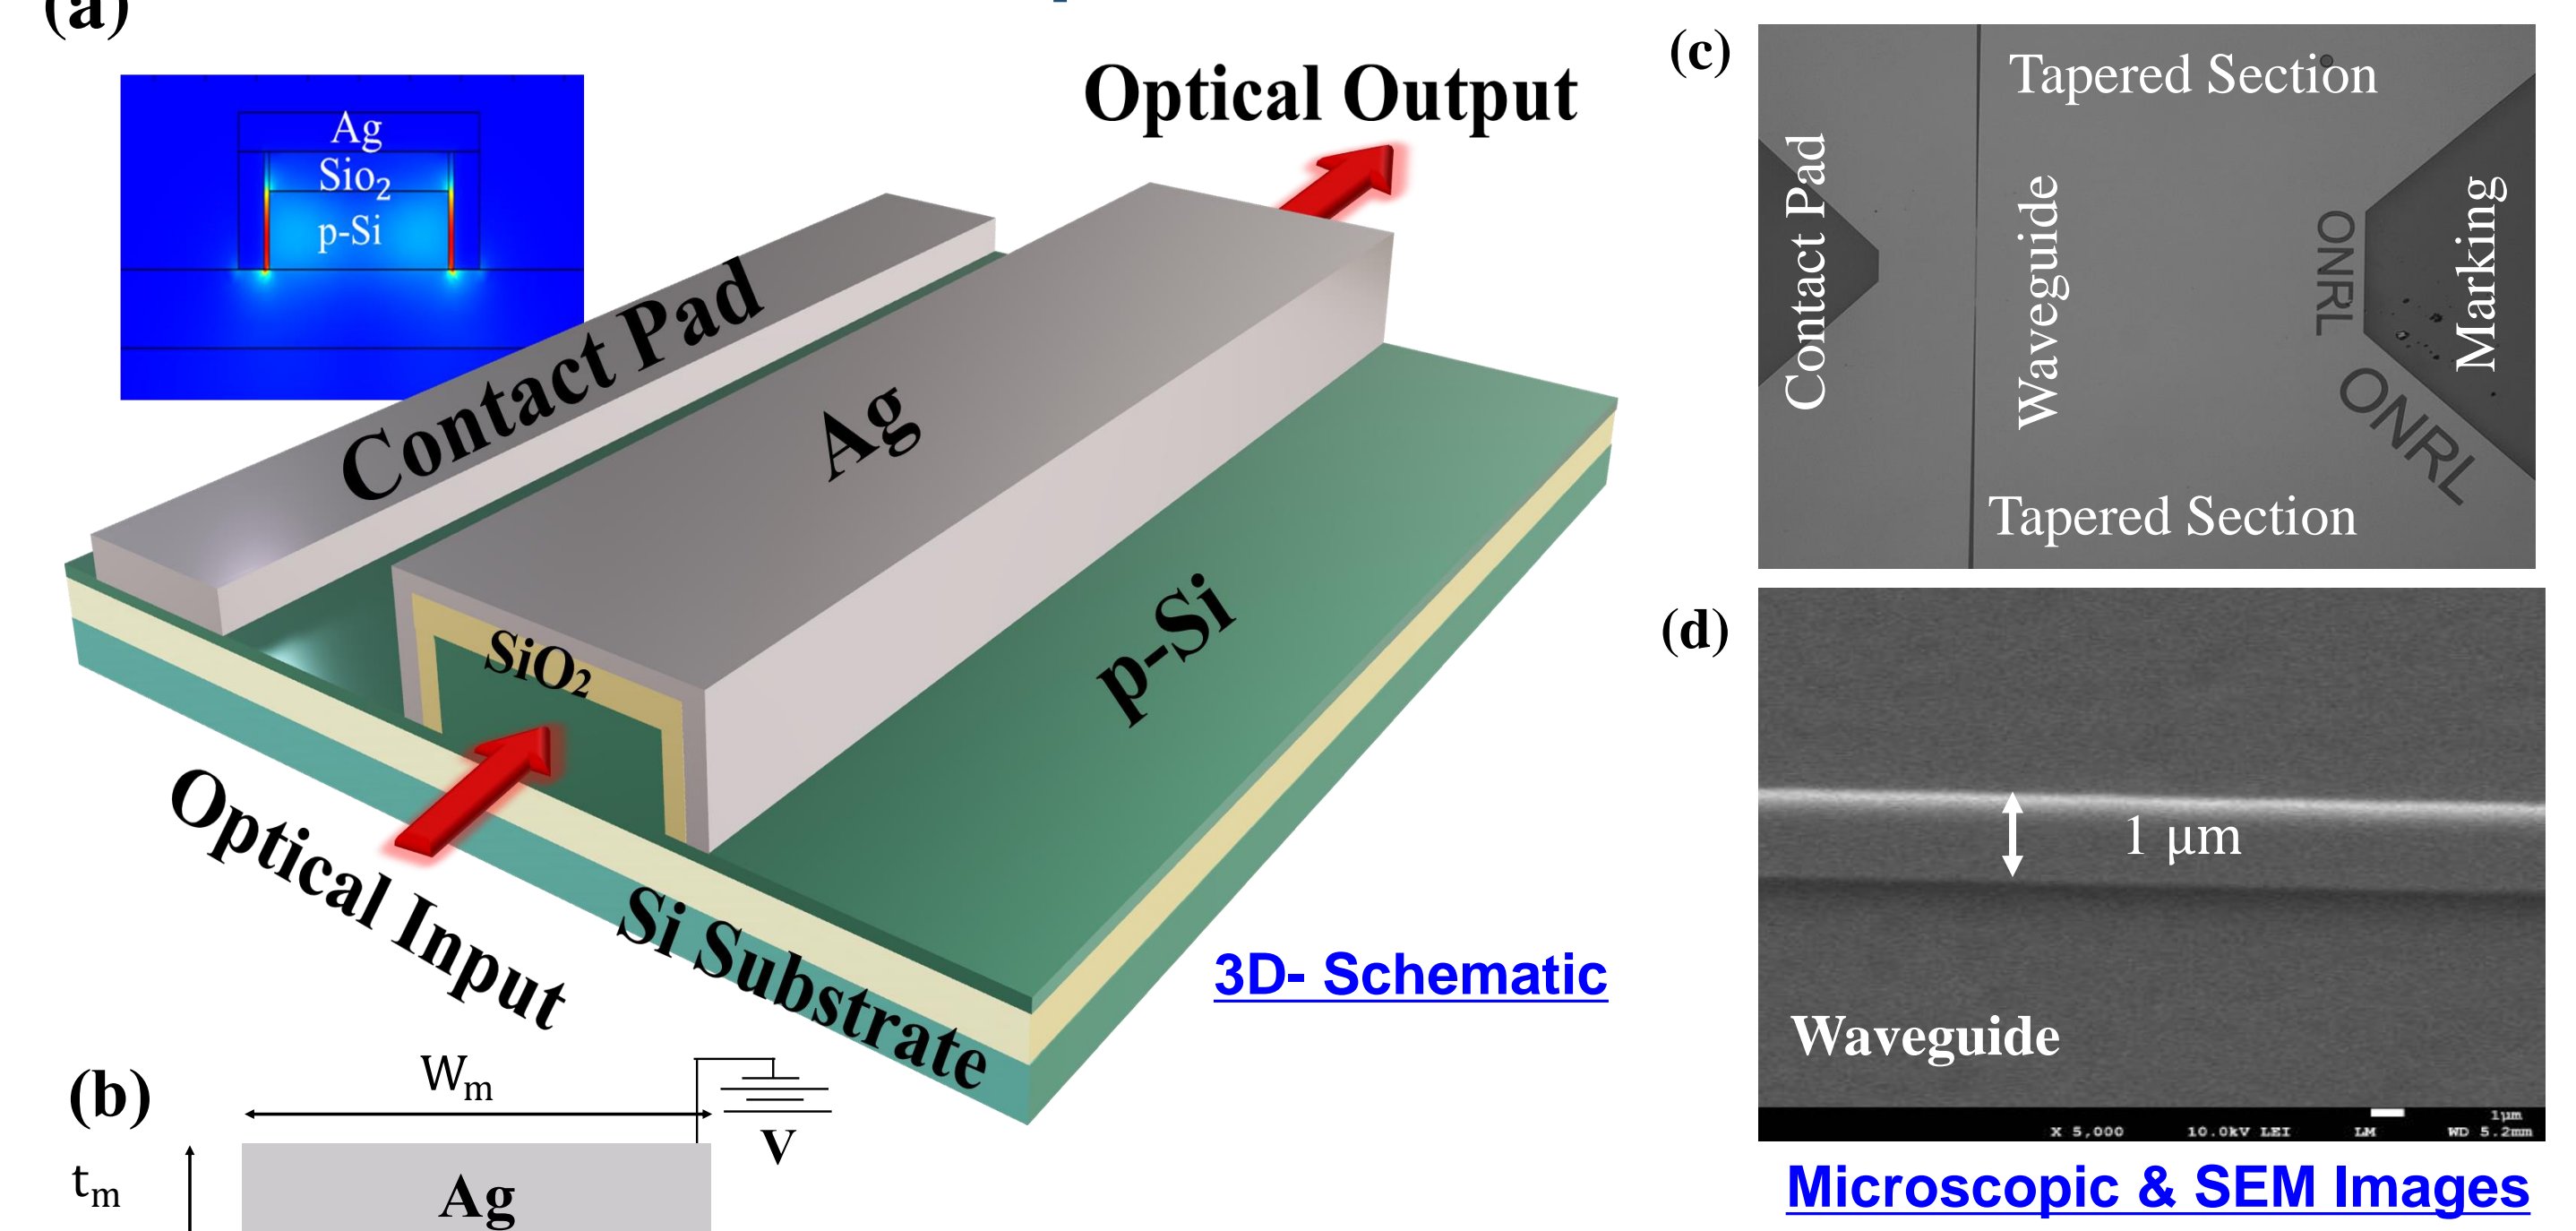 (a)
Ag
Sio₂
p-Si
Optical Output
Contact Pad
Ag
SiO₂
p-Si
Optical Input
Si Substrate
3D- Schematic
(b)
Wₘ
V
tₘ
Ag
(c)
Tapered Section
Contact Pad
Waveguide
ONRL
Marking
ONRL
Tapered Section
(d)
1 μm
Waveguide
1μm
X 5,000 10.0kV LEI LM WD 5.2mm
Microscopic & SEM Images